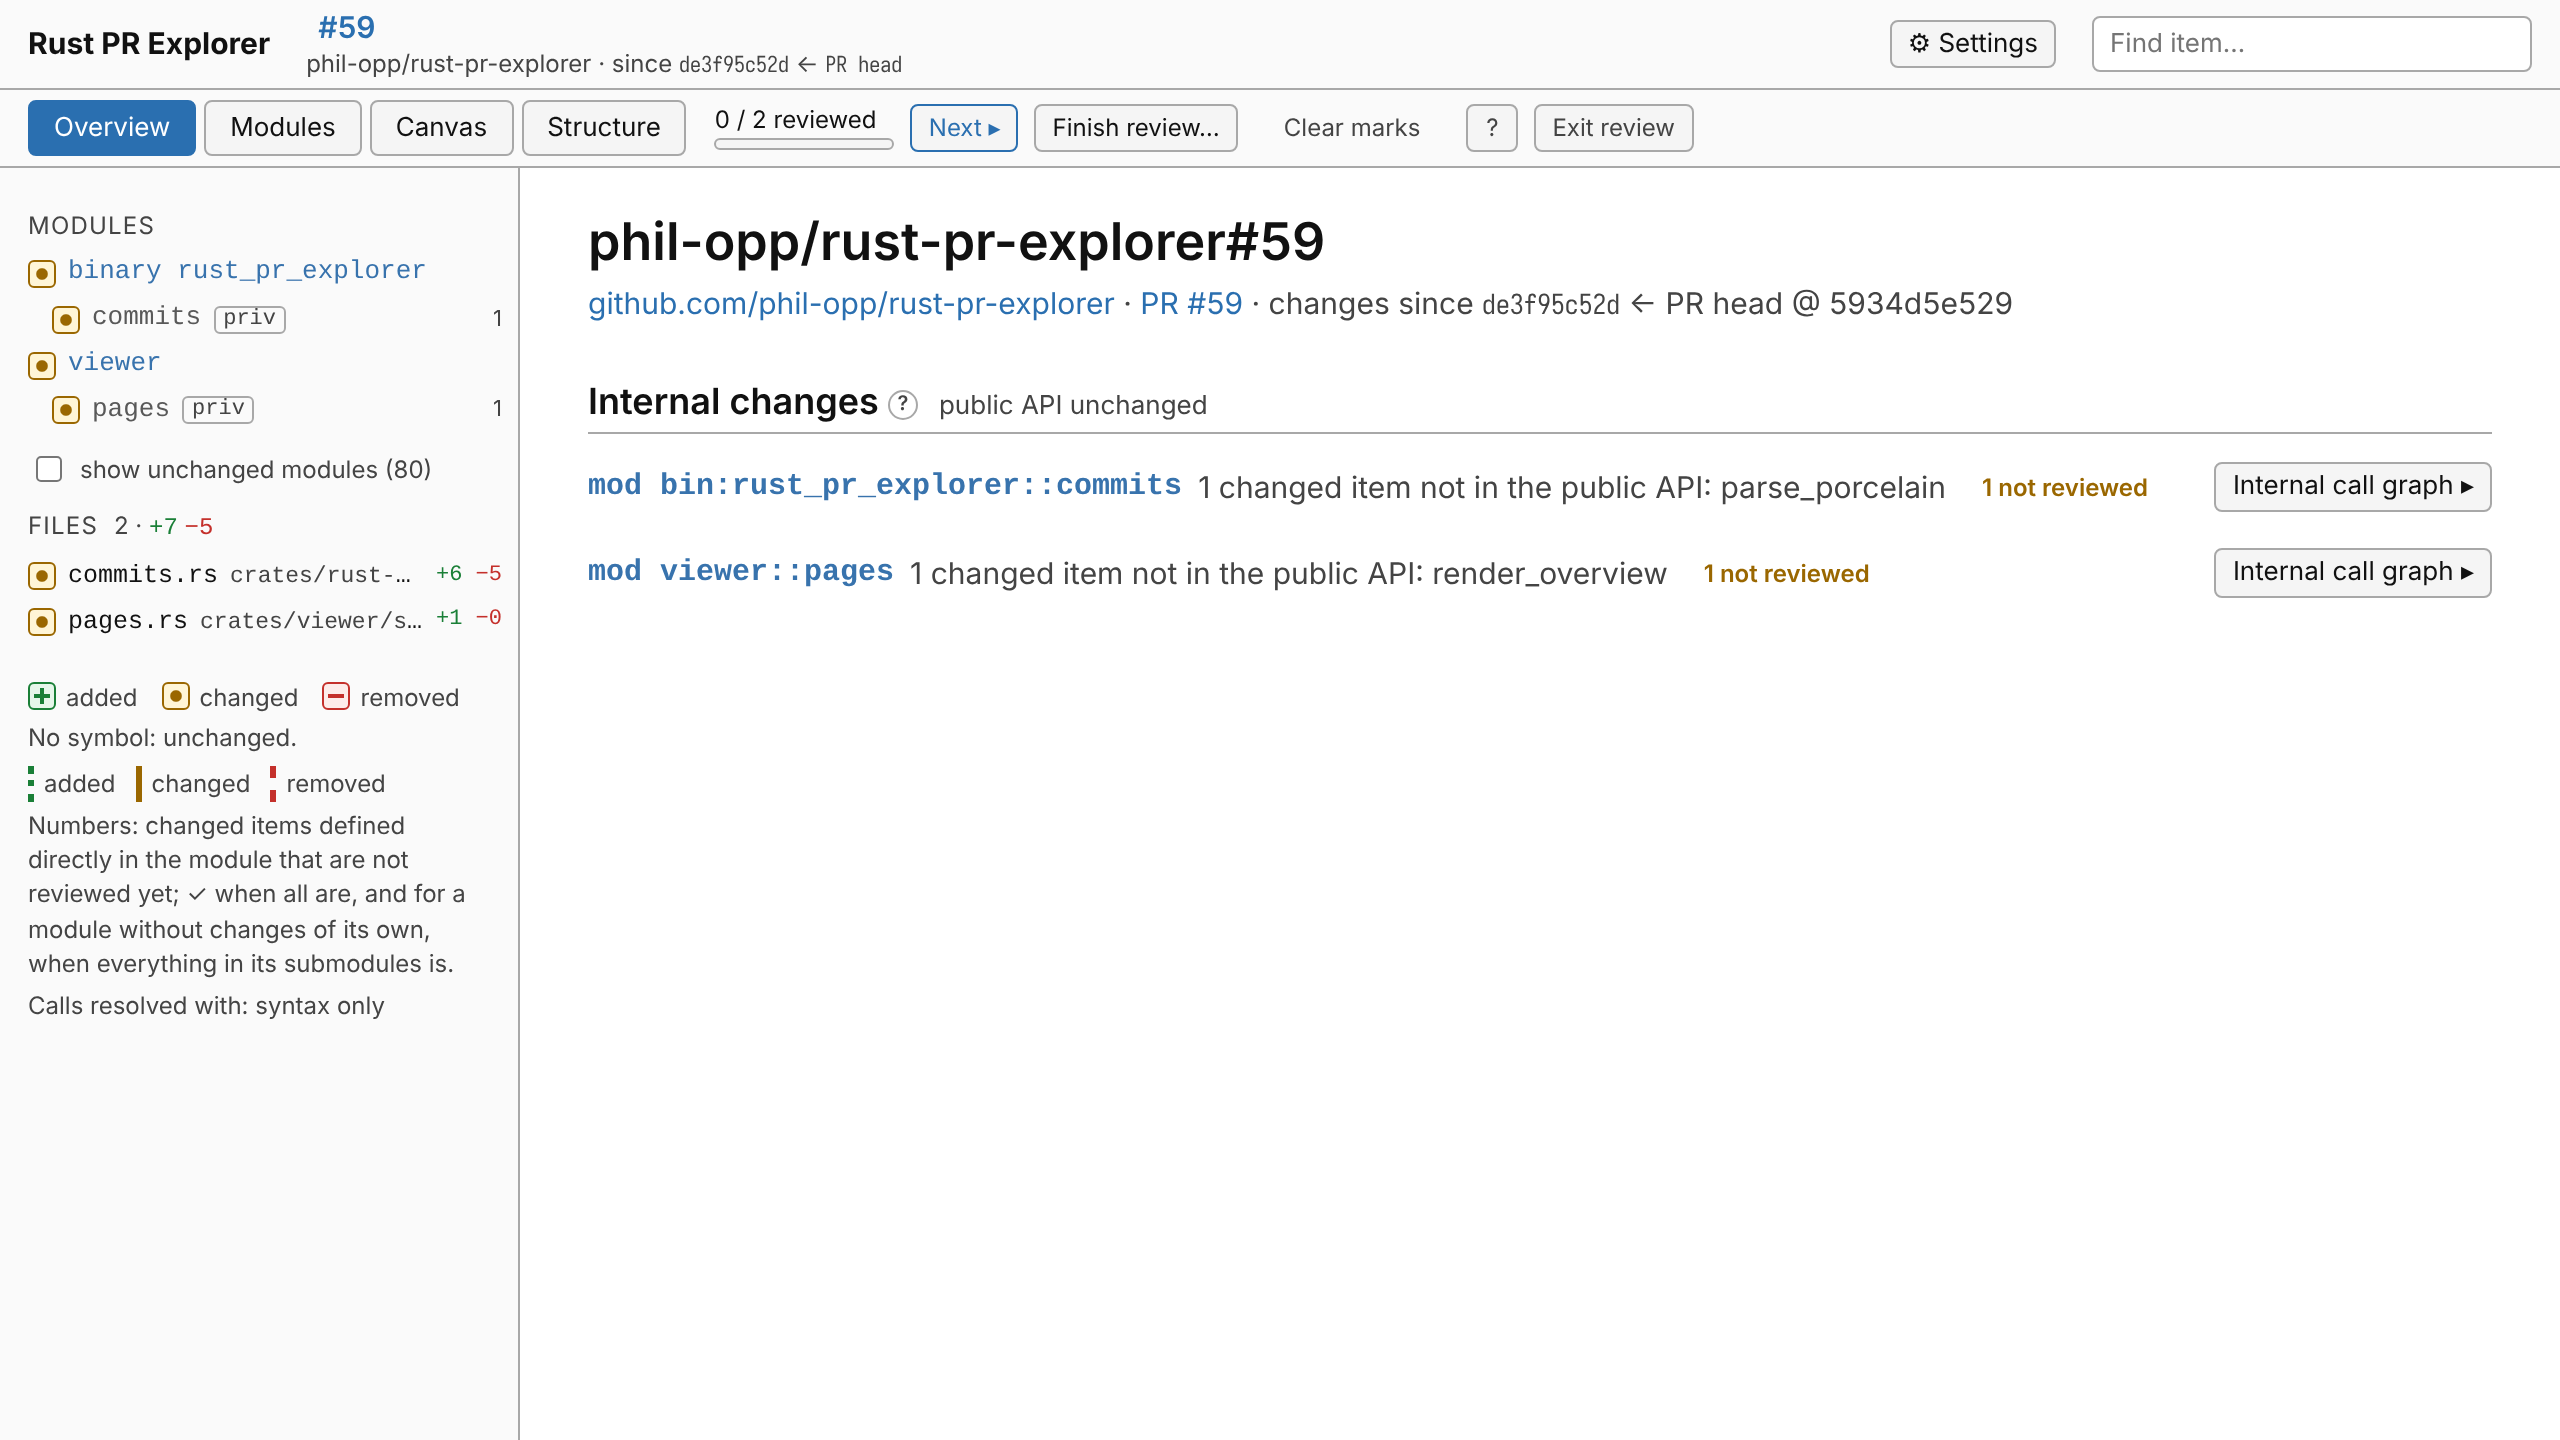 Rust PR Explorer
#59
phil-opp/rust-pr-explorer · since de3f95c52d ← PR head
⚙ Settings
Find item...
Overview
Modules
Canvas
Structure
0 / 2 reviewed
Next ▸
Finish review...
Clear marks
?
Exit review
MODULES
binary rust_pr_explorer
commits priv 1
viewer
pages priv 1
show unchanged modules (80)
FILES 2 · +7 −5
commits.rs crates/rust-… +6 −5
pages.rs crates/viewer/s… +1 −0
added changed removed
No symbol: unchanged.
added changed removed
Numbers: changed items defined
directly in the module that are not
reviewed yet; ✓ when all are, and for a
module without changes of its own,
when everything in its submodules is.
Calls resolved with: syntax only
phil-opp/rust-pr-explorer#59
github.com/phil-opp/rust-pr-explorer · PR #59 · changes since de3f95c52d ← PR head @ 5934d5e529
Internal changes ? public API unchanged
mod bin:rust_pr_explorer::commits 1 changed item not in the public API: parse_porcelain 1 not reviewed Internal call graph ▸
mod viewer::pages 1 changed item not in the public API: render_overview 1 not reviewed Internal call graph ▸